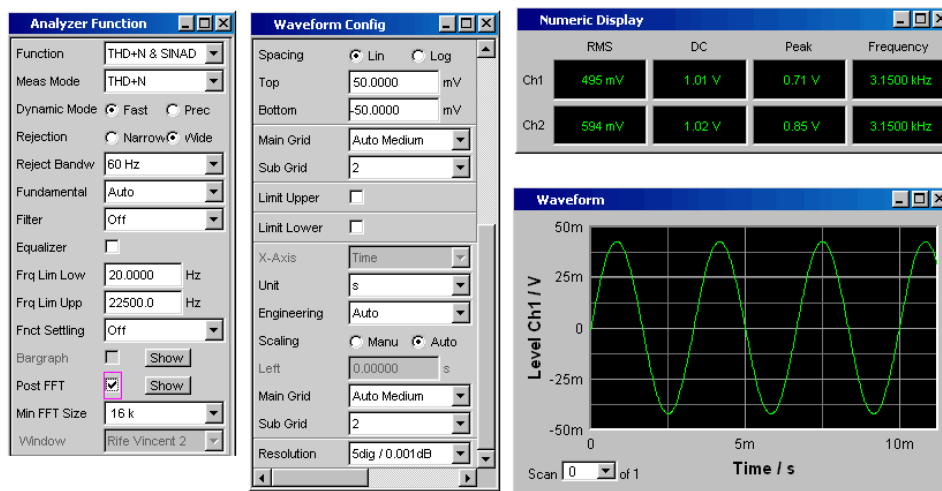 Analyzer Function
Function THD+N & SINAD
Meas Mode THD+N
Dynamic Mode Fast Prec
Rejection Narrow Wide
Reject Bandw 60 Hz
Fundamental Auto
Filter Off
Equalizer
Frq Lim Low 20.0000 Hz
Frq Lim Upp 22500.0 Hz
Fnct Settling Off
Bargraph Show
Post FFT Show
Min FFT Size 16 k
Window Rife Vincent 2
Waveform Config
Spacing Lin Log
Top 50.0000 mV
Bottom -50.0000 mV
Main Grid Auto Medium
Sub Grid 2
Limit Upper
Limit Lower
X-Axis Time
Unit s
Engineering Auto
Scaling Manu Auto
Left 0.00000 s
Main Grid Auto Medium
Sub Grid 2
Resolution 5dig / 0.001dB
Numeric Display
RMS DC Peak Frequency
Ch1 495 mV 1.01 V 0.71 V 3.1500 kHz
Ch2 594 mV 1.02 V 0.85 V 3.1500 kHz
Waveform
Level Ch1 / V
50m
25m
0
-25m
-50m
0 5m 10m
Time / s
Scan 0 of 1